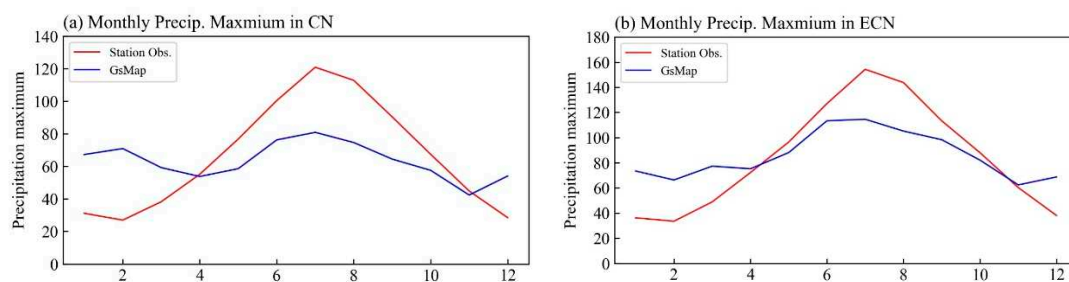 (a) Monthly Precip. Maxmium in CN
Precipitation maximum
140
120
100
80
60
40
20
0
Station Obs.
GsMap
2 4 6 8 10 12
(b) Monthly Precip. Maxmium in ECN
Precipitation maximum
180
160
140
120
100
80
60
40
20
0
Station Obs.
GsMap
2 4 6 8 10 12